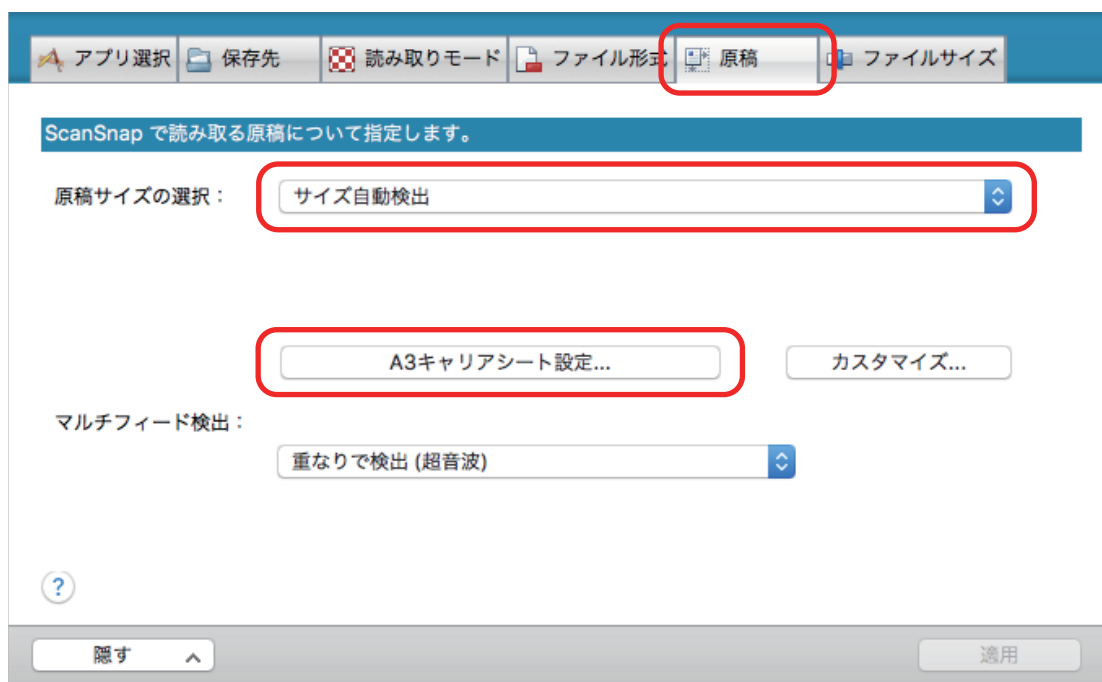 アプリ選択 保存先 読み取りモード ファイル形式 原稿 ファイルサイズ
ScanSnap で読み取る原稿について指定します。
原稿サイズの選択： サイズ自動検出
A3キャリアシート設定... カスタマイズ...
マルチフィード検出：
重なりで検出 (超音波)
?
隠す 適用